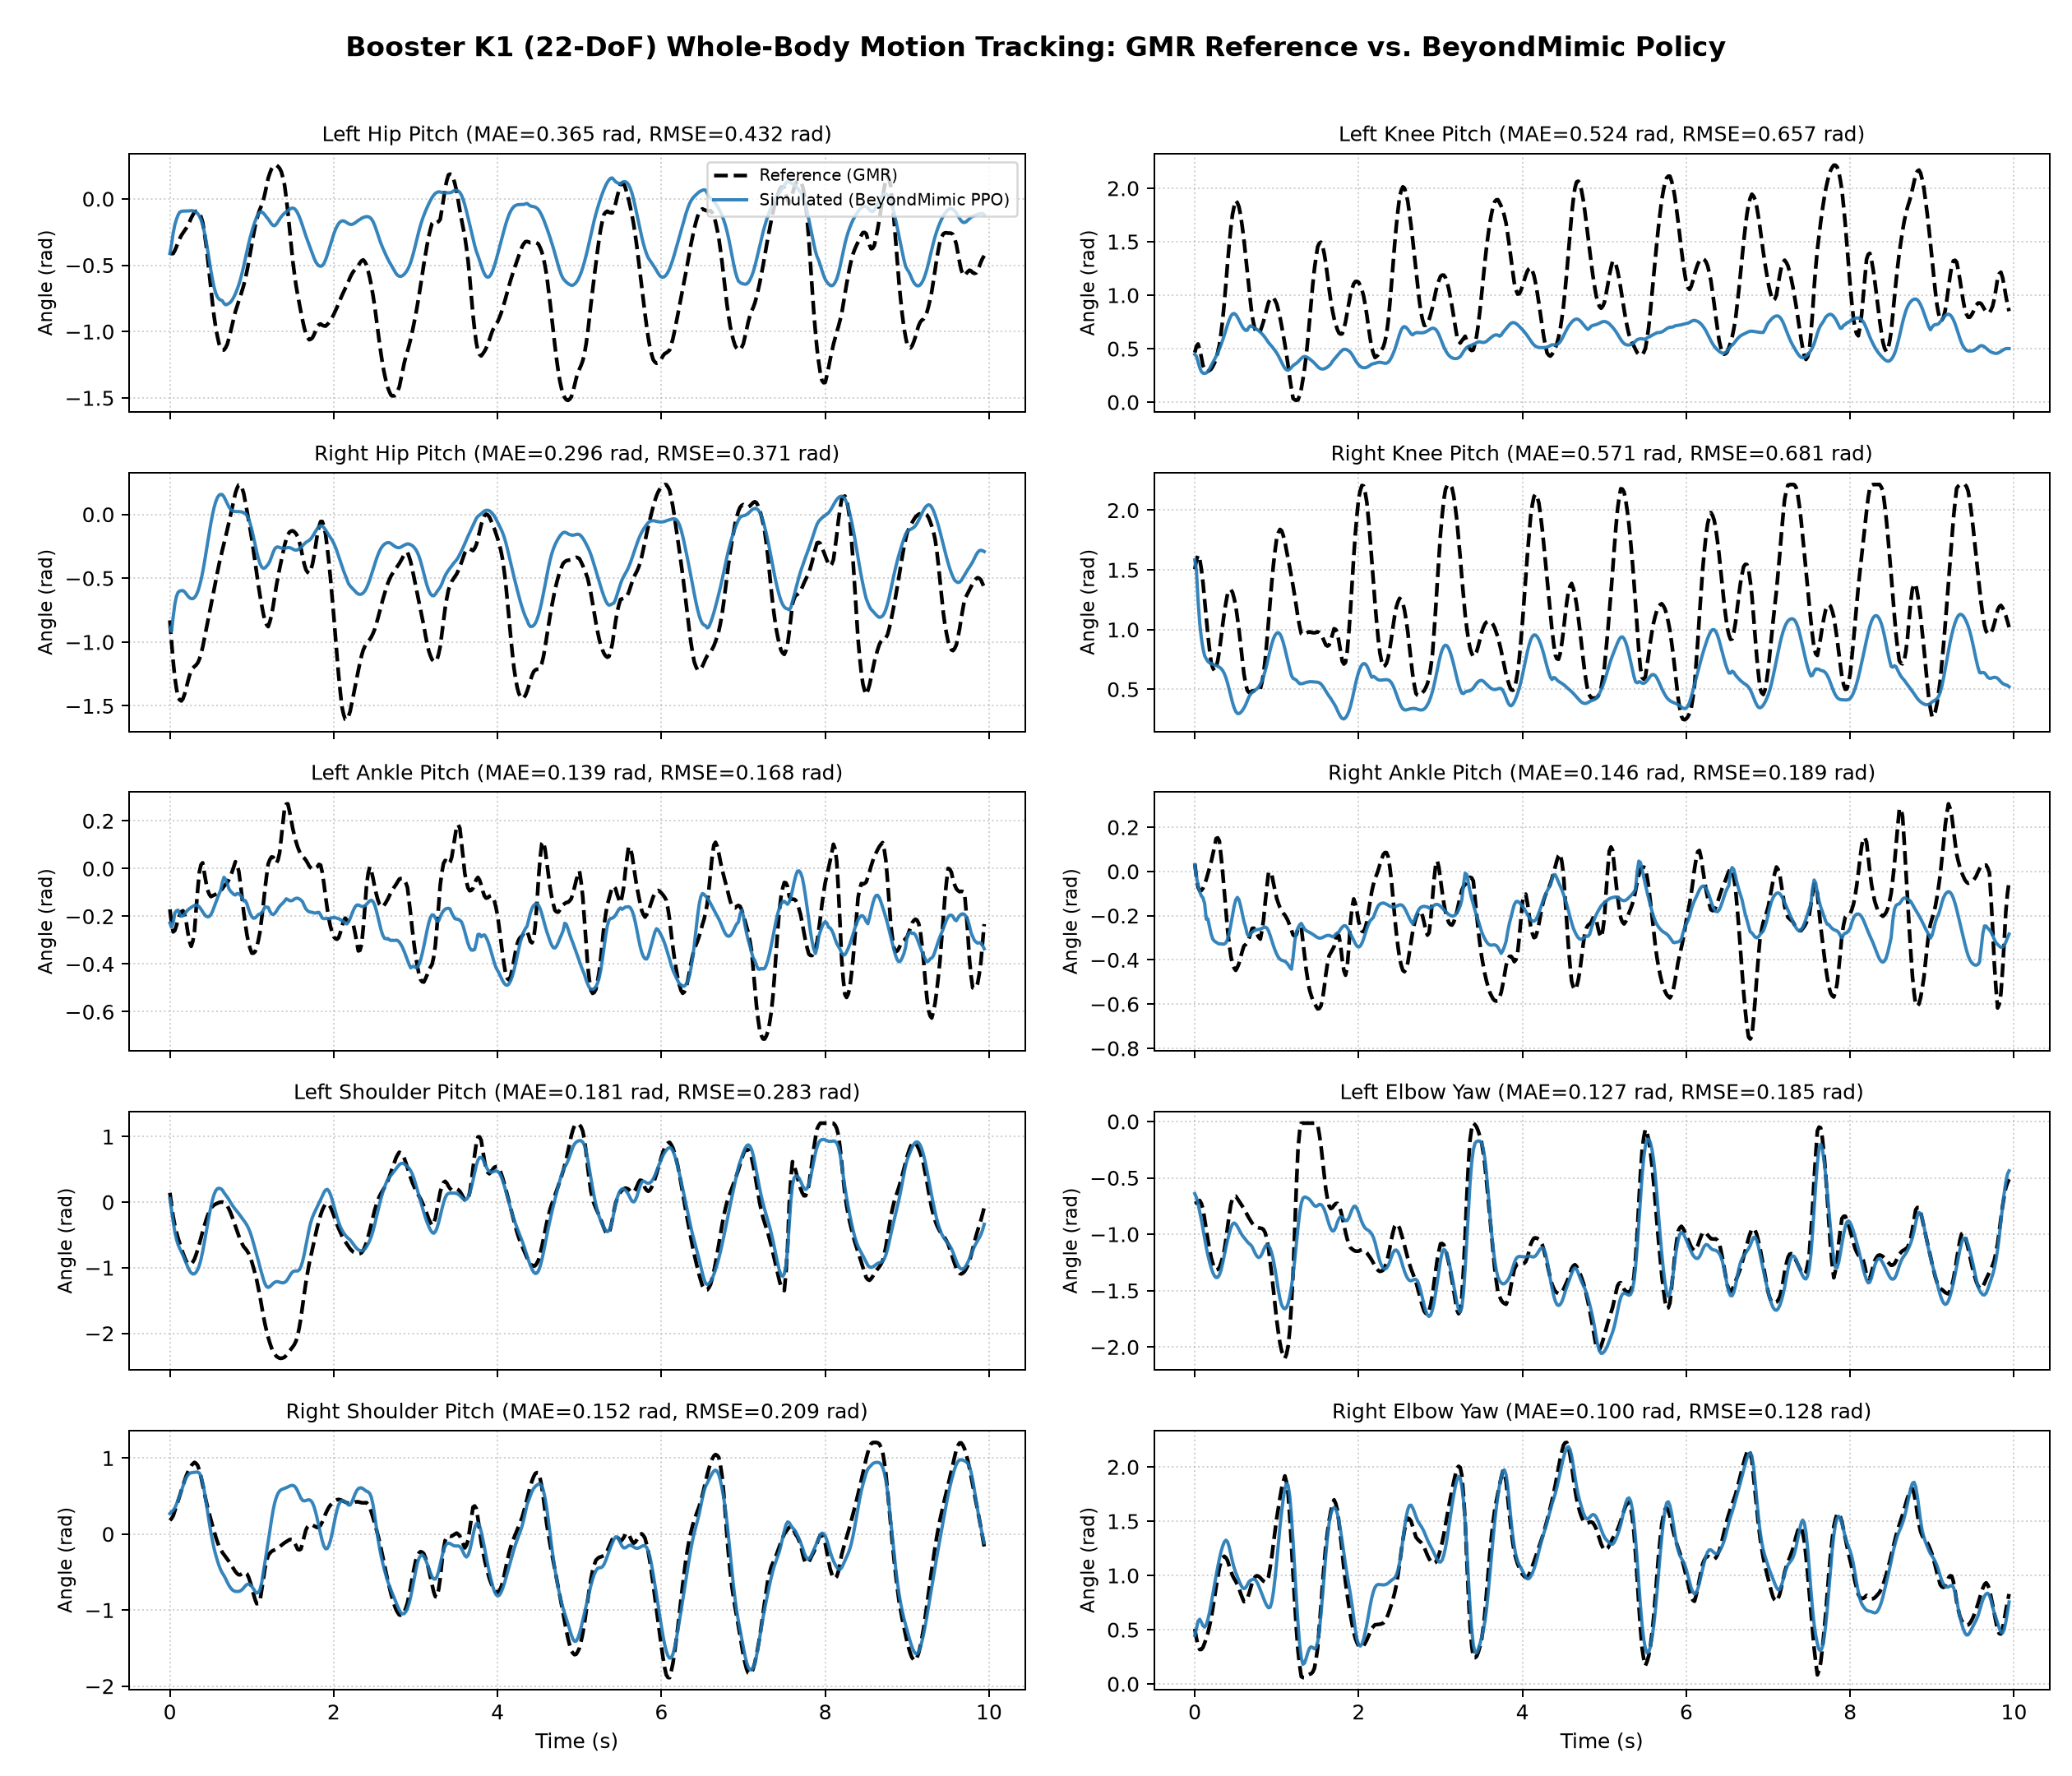 Booster K1 (22-DoF) Whole-Body Motion Tracking: GMR Reference vs. BeyondMimic Policy
Left Hip Pitch (MAE=0.365 rad, RMSE=0.432 rad)
Reference (GMR)
Simulated (BeyondMimic PPO)
Angle (rad)
0.0
−0.5
−1.0
−1.5
Left Knee Pitch (MAE=0.524 rad, RMSE=0.657 rad)
Angle (rad)
2.0
1.5
1.0
0.5
0.0
Right Hip Pitch (MAE=0.296 rad, RMSE=0.371 rad)
Angle (rad)
0.0
−0.5
−1.0
−1.5
Right Knee Pitch (MAE=0.571 rad, RMSE=0.681 rad)
Angle (rad)
2.0
1.5
1.0
0.5
Left Ankle Pitch (MAE=0.139 rad, RMSE=0.168 rad)
Angle (rad)
0.2
0.0
−0.2
−0.4
−0.6
Right Ankle Pitch (MAE=0.146 rad, RMSE=0.189 rad)
Angle (rad)
0.2
0.0
−0.2
−0.4
−0.6
−0.8
Left Shoulder Pitch (MAE=0.181 rad, RMSE=0.283 rad)
Angle (rad)
1
0
−1
−2
Left Elbow Yaw (MAE=0.127 rad, RMSE=0.185 rad)
Angle (rad)
0.0
−0.5
−1.0
−1.5
−2.0
Right Shoulder Pitch (MAE=0.152 rad, RMSE=0.209 rad)
Angle (rad)
1
0
−1
−2
0 2 4 6 8 10
Time (s)
Right Elbow Yaw (MAE=0.100 rad, RMSE=0.128 rad)
Angle (rad)
2.0
1.5
1.0
0.5
0.0
0 2 4 6 8 10
Time (s)